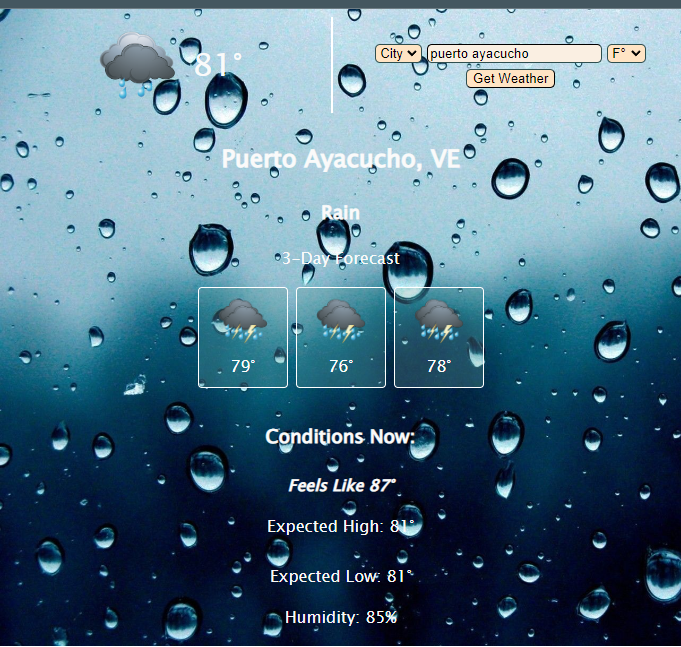 81°
City puerto ayacucho F°
Get Weather
Puerto Ayacucho, VE
Rain
3-Day Forecast
79° 76° 78°
Conditions Now:
Feels Like 87°
Expected High: 81°
Expected Low: 81°
Humidity: 85%